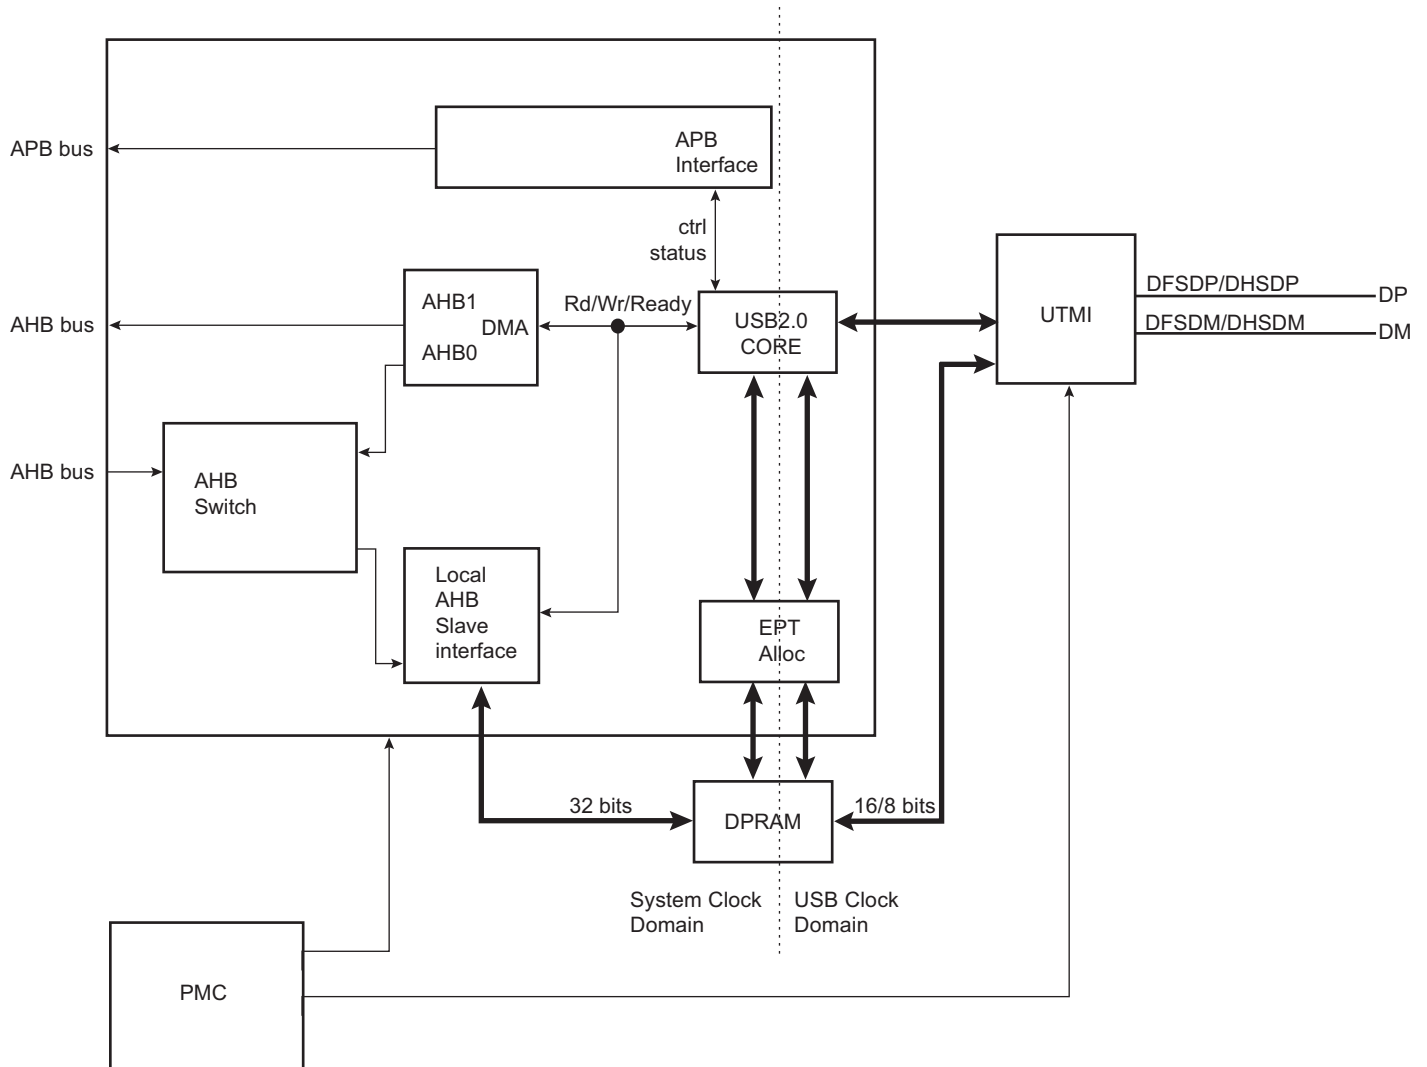 APB bus
APB
Interface
ctrl
status
AHB bus
AHB1
DMA
AHB0
Rd/Wr/Ready
USB2.0
CORE
UTMI
DFSDP/DHSDP
DP
DFSDM/DHSDM
DM
AHB bus
AHB
Switch
Local
AHB
Slave
interface
EPT
Alloc
32 bits
DPRAM
16/8 bits
System Clock
Domain
USB Clock
Domain
PMC